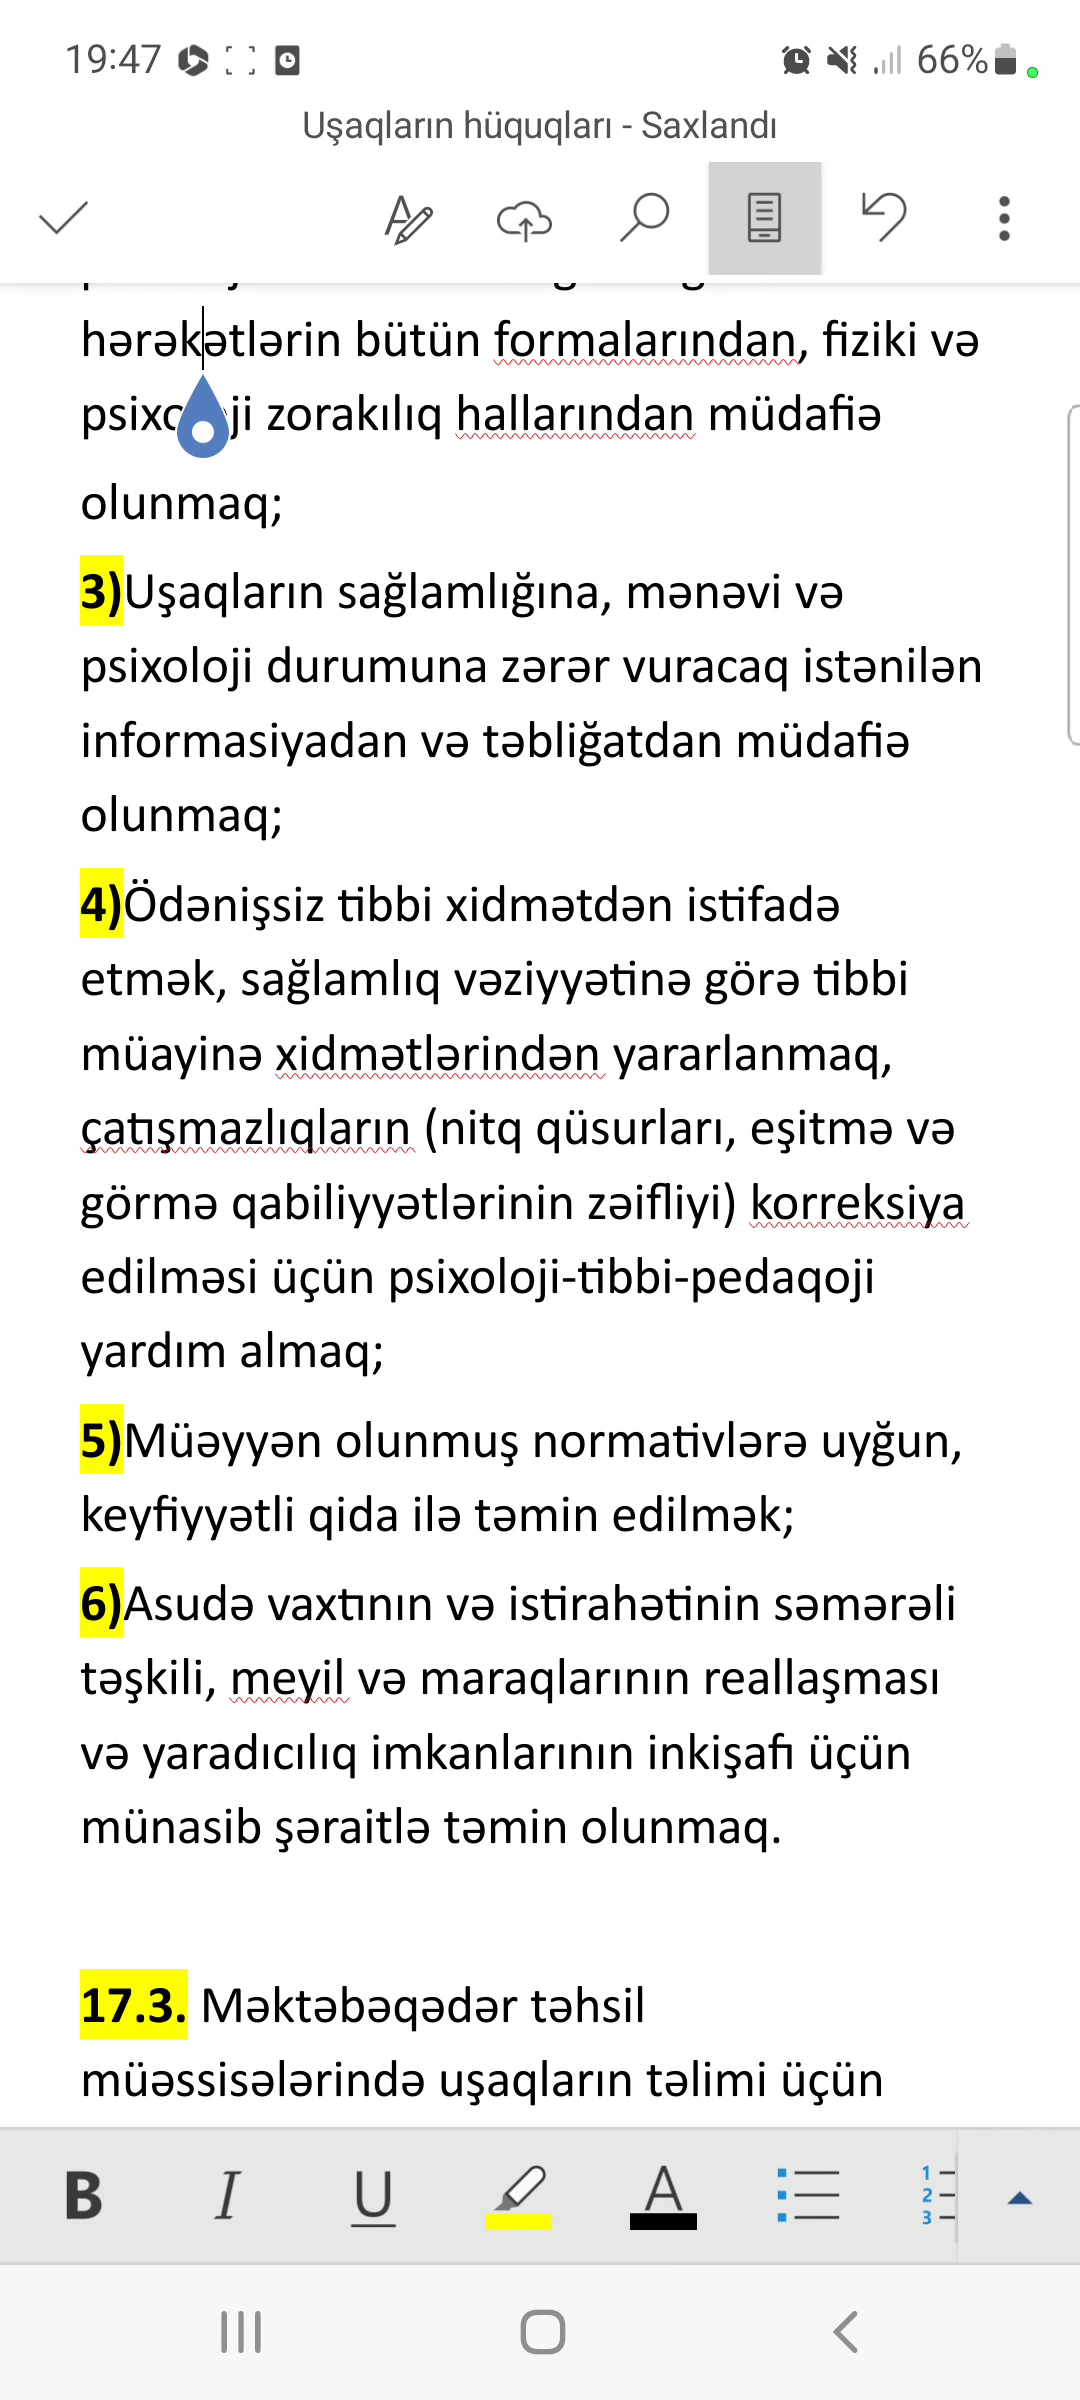 19:47
66%
Uşaqların hüquqları - Saxlandı
hərəkətlərin bütün formalarından, fiziki və
zorakılıq hallarından müdafiə
olunmaq;
3)Uşaqların sağlamlığına, mənəvi və
psixoloji durumuna zərər vuracaq istənilən
informasiyadan və təbliğatdan müdafiə
olunmaq;
4)Ödənişsiz tibbi xidmətdən istifadə
etmək, sağlamlıq vəziyyətinə görə tibbi
müayinə xidmətlərindən yararlanmaq,
çatışmazlıqların (nitq qüsurları, eşitmə və
görmə qabiliyyətlərinin zəifliyi) korreksiya
edilməsi üçün psixoloji-tibbi-pedaqoji
yardım almaq;
5)Müəyyən olunmuş normativlərə uyğun,
keyfiyyətli qida ilə təmin edilmək;
6)Asudə vaxtının və istirahətinin səmərəli
təşkili, meyil və maraqlarının reallaşması
və yaradıcılıq imkanlarının inkişafı üçün
münasib şəraitlə təmin olunmaq.
17.3. Məktəbəqədər təhsil
müəssisələrində uşaqların təlimi üçün
B I U A 1 2 3